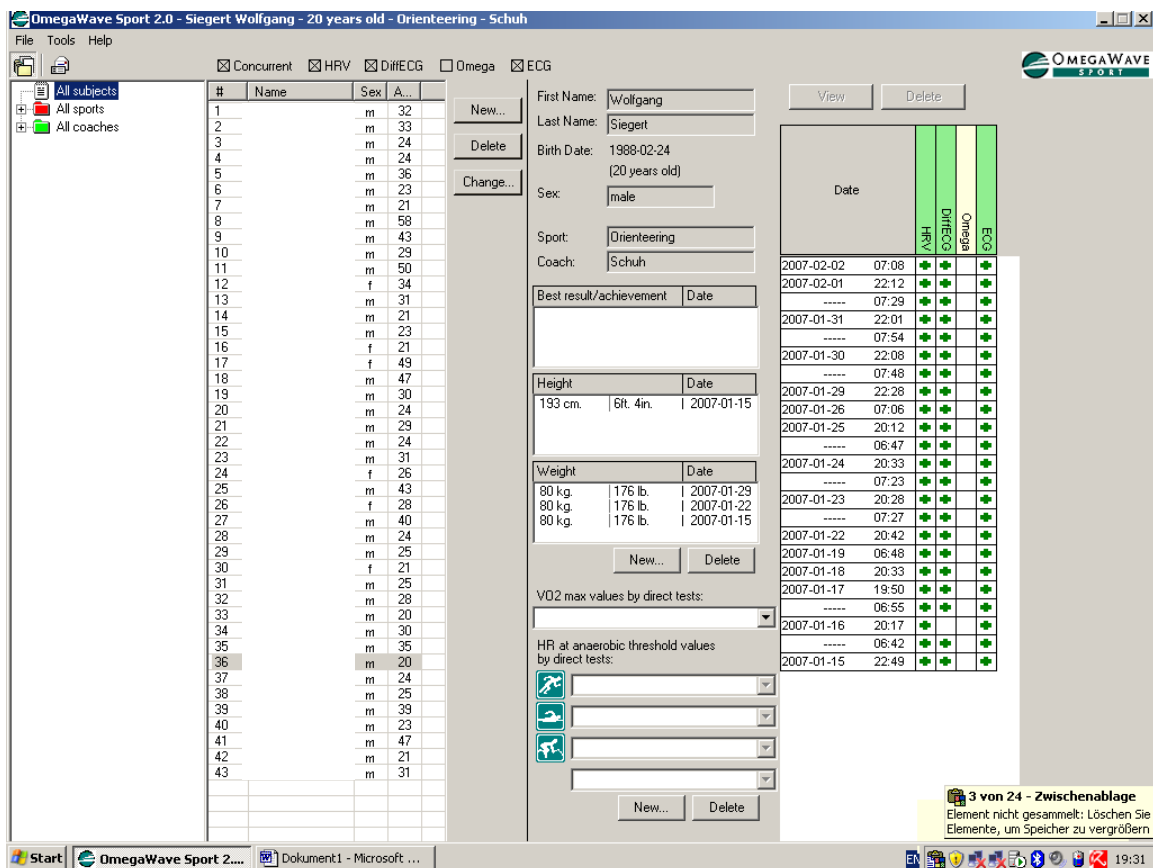 OmegaWave Sport 2.0 - Siegert Wolfgang - 20 years old - Orienteering - Schuh
File Tools Help
Concurrent HRV DiffECG Omega ECG
OMEGAWAVE
SPORT
All subjects
All sports
All coaches
# Name Sex A...
1 m 32
2 m 33
3 m 24
4 m 24
5 m 36
6 m 23
7 m 21
8 m 58
9 m 43
10 m 29
11 m 50
12 f 34
13 m 31
14 m 21
15 m 23
16 f 21
17 f 49
18 m 47
19 m 30
20 m 24
21 m 29
22 m 24
23 m 31
24 f 26
25 m 43
26 f 28
27 m 40
28 m 24
29 m 25
30 f 21
31 m 25
32 m 28
33 m 20
34 m 30
35 m 35
36 m 20
37 m 24
38 m 25
39 m 39
40 m 23
41 m 47
42 m 21
43 m 31
New...
Delete
Change...
First Name: Wolfgang
Last Name: Siegert
Birth Date: 1988-02-24
(20 years old)
Sex: male
Sport: Orienteering
Coach: Schuh
Best result/achievement Date
Height Date
193 cm. 6ft. 4in. 2007-01-15
Weight Date
80 kg. 176 lb. 2007-01-29
80 kg. 176 lb. 2007-01-22
80 kg. 176 lb. 2007-01-15
New... Delete
VO2 max values by direct tests:
HR at anaerobic threshold values
by direct tests:
New... Delete
View Delete
Date HRV DiffECG Omega ECG
2007-02-02 07:08
2007-02-01 22:12
----- 07:29
2007-01-31 22:01
----- 07:54
2007-01-30 22:08
----- 07:48
2007-01-29 22:28
2007-01-26 07:06
2007-01-25 20:12
----- 06:47
2007-01-24 20:33
----- 07:23
2007-01-23 20:28
----- 07:27
2007-01-22 20:42
2007-01-19 06:48
2007-01-18 20:33
2007-01-17 19:50
----- 06:55
2007-01-16 20:17
----- 06:42
2007-01-15 22:49
3 von 24 - Zwischenablage
Element nicht gesammelt: Löschen Sie
Elemente, um Speicher zu vergrößern
Start OmegaWave Sport 2.... Dokument1 - Microsoft ... EN 19:31